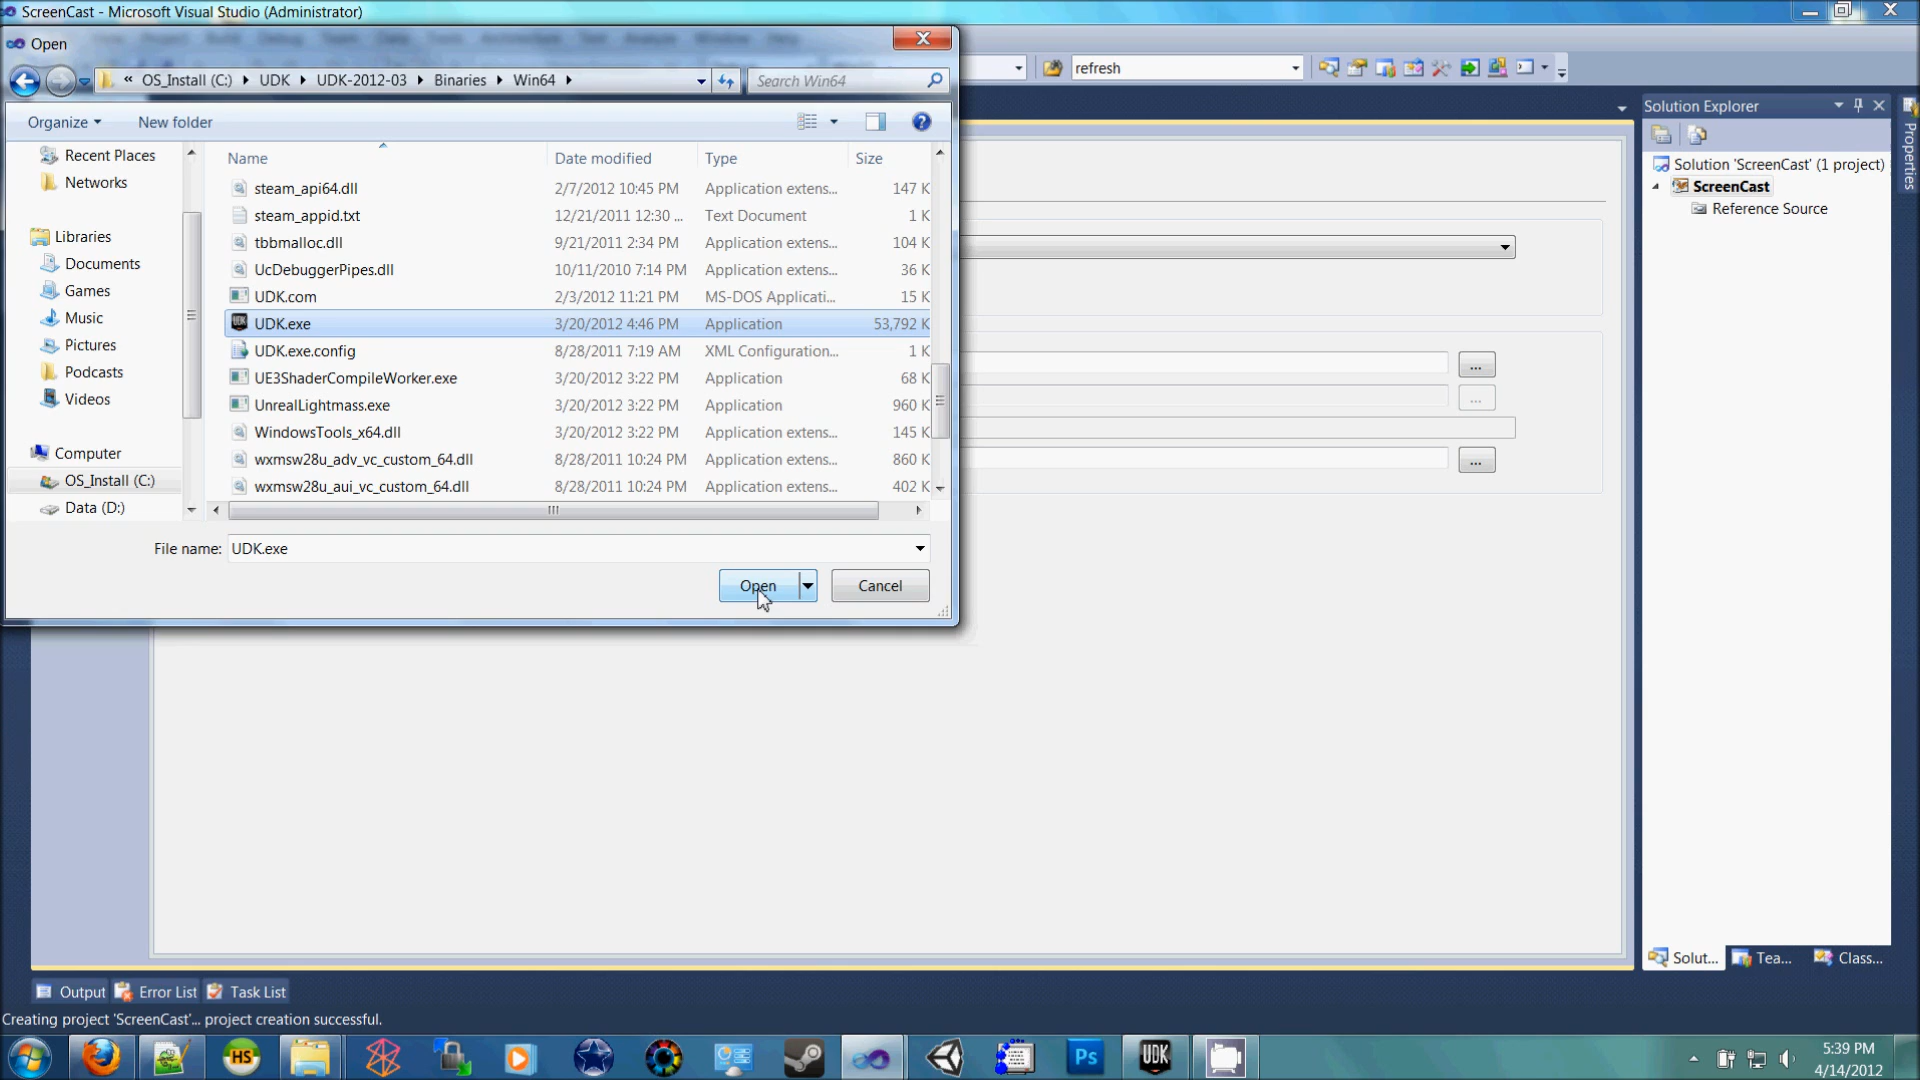 ScreenCast - Microsoft Visual Studio (Administrator)
Open
« OS_Install (C:) UDK UDK-2012-03 Binaries Win64
Search Win64
refresh
Organize
New folder
Solution Explorer
Properties
Solution 'ScreenCast' (1 project)
ScreenCast
Reference Source
Recent Places
Networks
Libraries
Documents
Games
Music
Pictures
Podcasts
Videos
Computer
OS_Install (C:)
Data (D:)
Name Date modified Type Size
steam_api64.dll 2/7/2012 10:45 PM Application extens... 147 K
steam_appid.txt 12/21/2011 12:30 ... Text Document 1 K
tbbmalloc.dll 9/21/2011 2:34 PM Application extens... 104 K
UcDebuggerPipes.dll 10/11/2010 7:14 PM Application extens... 36 K
UDK.com 2/3/2012 11:21 PM MS-DOS Applicati... 15 K
UDK.exe 3/20/2012 4:46 PM Application 53,792 K
UDK.exe.config 8/28/2011 7:19 AM XML Configuration... 1 K
UE3ShaderCompileWorker.exe 3/20/2012 3:22 PM Application 68 K
UnrealLightmass.exe 3/20/2012 3:22 PM Application 960 K
WindowsTools_x64.dll 3/20/2012 3:22 PM Application extens... 145 K
wxmsw28u_adv_vc_custom_64.dll 8/28/2011 10:24 PM Application extens... 860 K
wxmsw28u_aui_vc_custom_64.dll 8/28/2011 10:24 PM Application extens... 402 K
File name: UDK.exe
Open
Cancel
...
...
...
Solut...
Tea...
Class...
Output
Error List
Task List
Creating project 'ScreenCast'... project creation successful.
HS
Ps
UDK
5:39 PM
4/14/2012